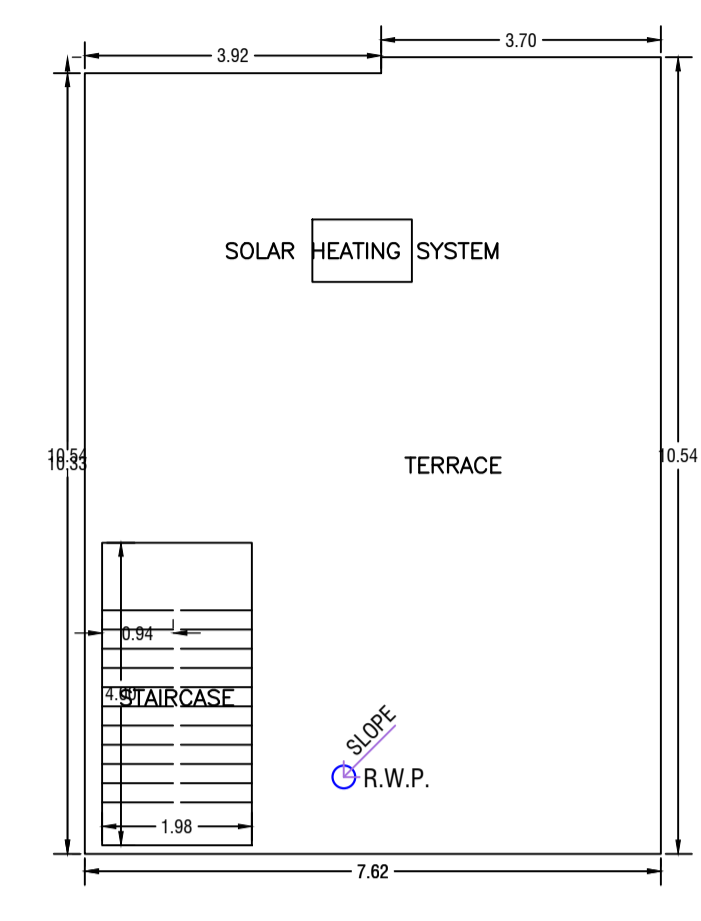 3.70
3.92
SOLAR HEATING SYSTEM
10.54
10.33
10.54
TERRACE
0.94
STAIRCASE
SLOPE
R.W.P.
1.98
7.62